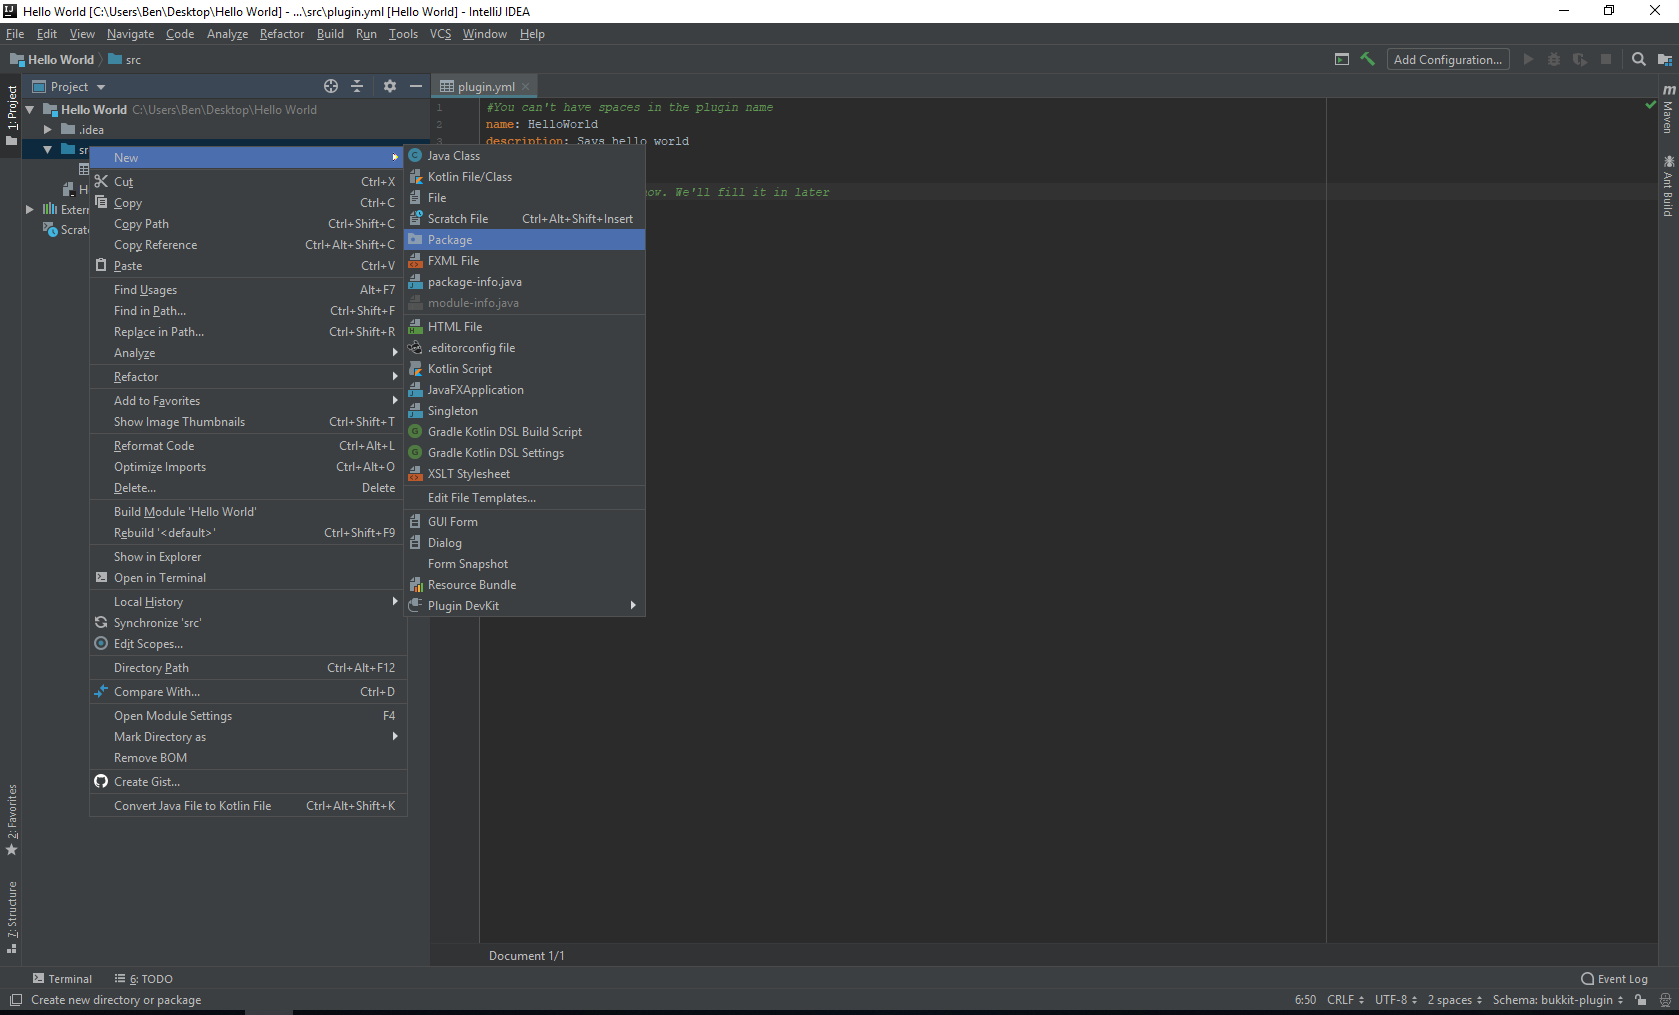 Hello World [C:\Users\Ben\Desktop\Hello World] - ...\src\plugin.yml [Hello World] - IntelliJ IDEA
File Edit View Navigate Code Analyze Refactor Build Run Tools VCS Window Help
Hello World src
Add Configuration...
1: Project
Project
plugin.yml
Hello World C:\Users\Ben\Desktop\Hello World
.idea
sr
H
Extern
Scrat
1 #You can't have spaces in the plugin name
2 name: HelloWorld
3 description: Says hello world
now. We'll fill it in later
New
Cut Ctrl+X
Copy Ctrl+C
Copy Path Ctrl+Shift+C
Copy Reference Ctrl+Alt+Shift+C
Paste Ctrl+V
Find Usages Alt+F7
Find in Path... Ctrl+Shift+F
Replace in Path... Ctrl+Shift+R
Analyze
Refactor
Add to Favorites
Show Image Thumbnails Ctrl+Shift+T
Reformat Code Ctrl+Alt+L
Optimize Imports Ctrl+Alt+O
Delete... Delete
Build Module 'Hello World'
Rebuild '<default>' Ctrl+Shift+F9
Show in Explorer
Open in Terminal
Local History
Synchronize 'src'
Edit Scopes...
Directory Path Ctrl+Alt+F12
Compare With... Ctrl+D
Open Module Settings F4
Mark Directory as
Remove BOM
Create Gist...
Convert Java File to Kotlin File Ctrl+Alt+Shift+K
Java Class
Kotlin File/Class
File
Scratch File Ctrl+Alt+Shift+Insert
Package
FXML File
package-info.java
module-info.java
HTML File
.editorconfig file
Kotlin Script
JavaFXApplication
Singleton
Gradle Kotlin DSL Build Script
Gradle Kotlin DSL Settings
XSLT Stylesheet
Edit File Templates...
GUI Form
Dialog
Form Snapshot
Resource Bundle
Plugin DevKit
m Maven
Ant Build
2: Favorites
7: Structure
Document 1/1
Terminal 6: TODO Event Log
Create new directory or package 6:50 CRLF UTF-8 2 spaces Schema: bukkit-plugin